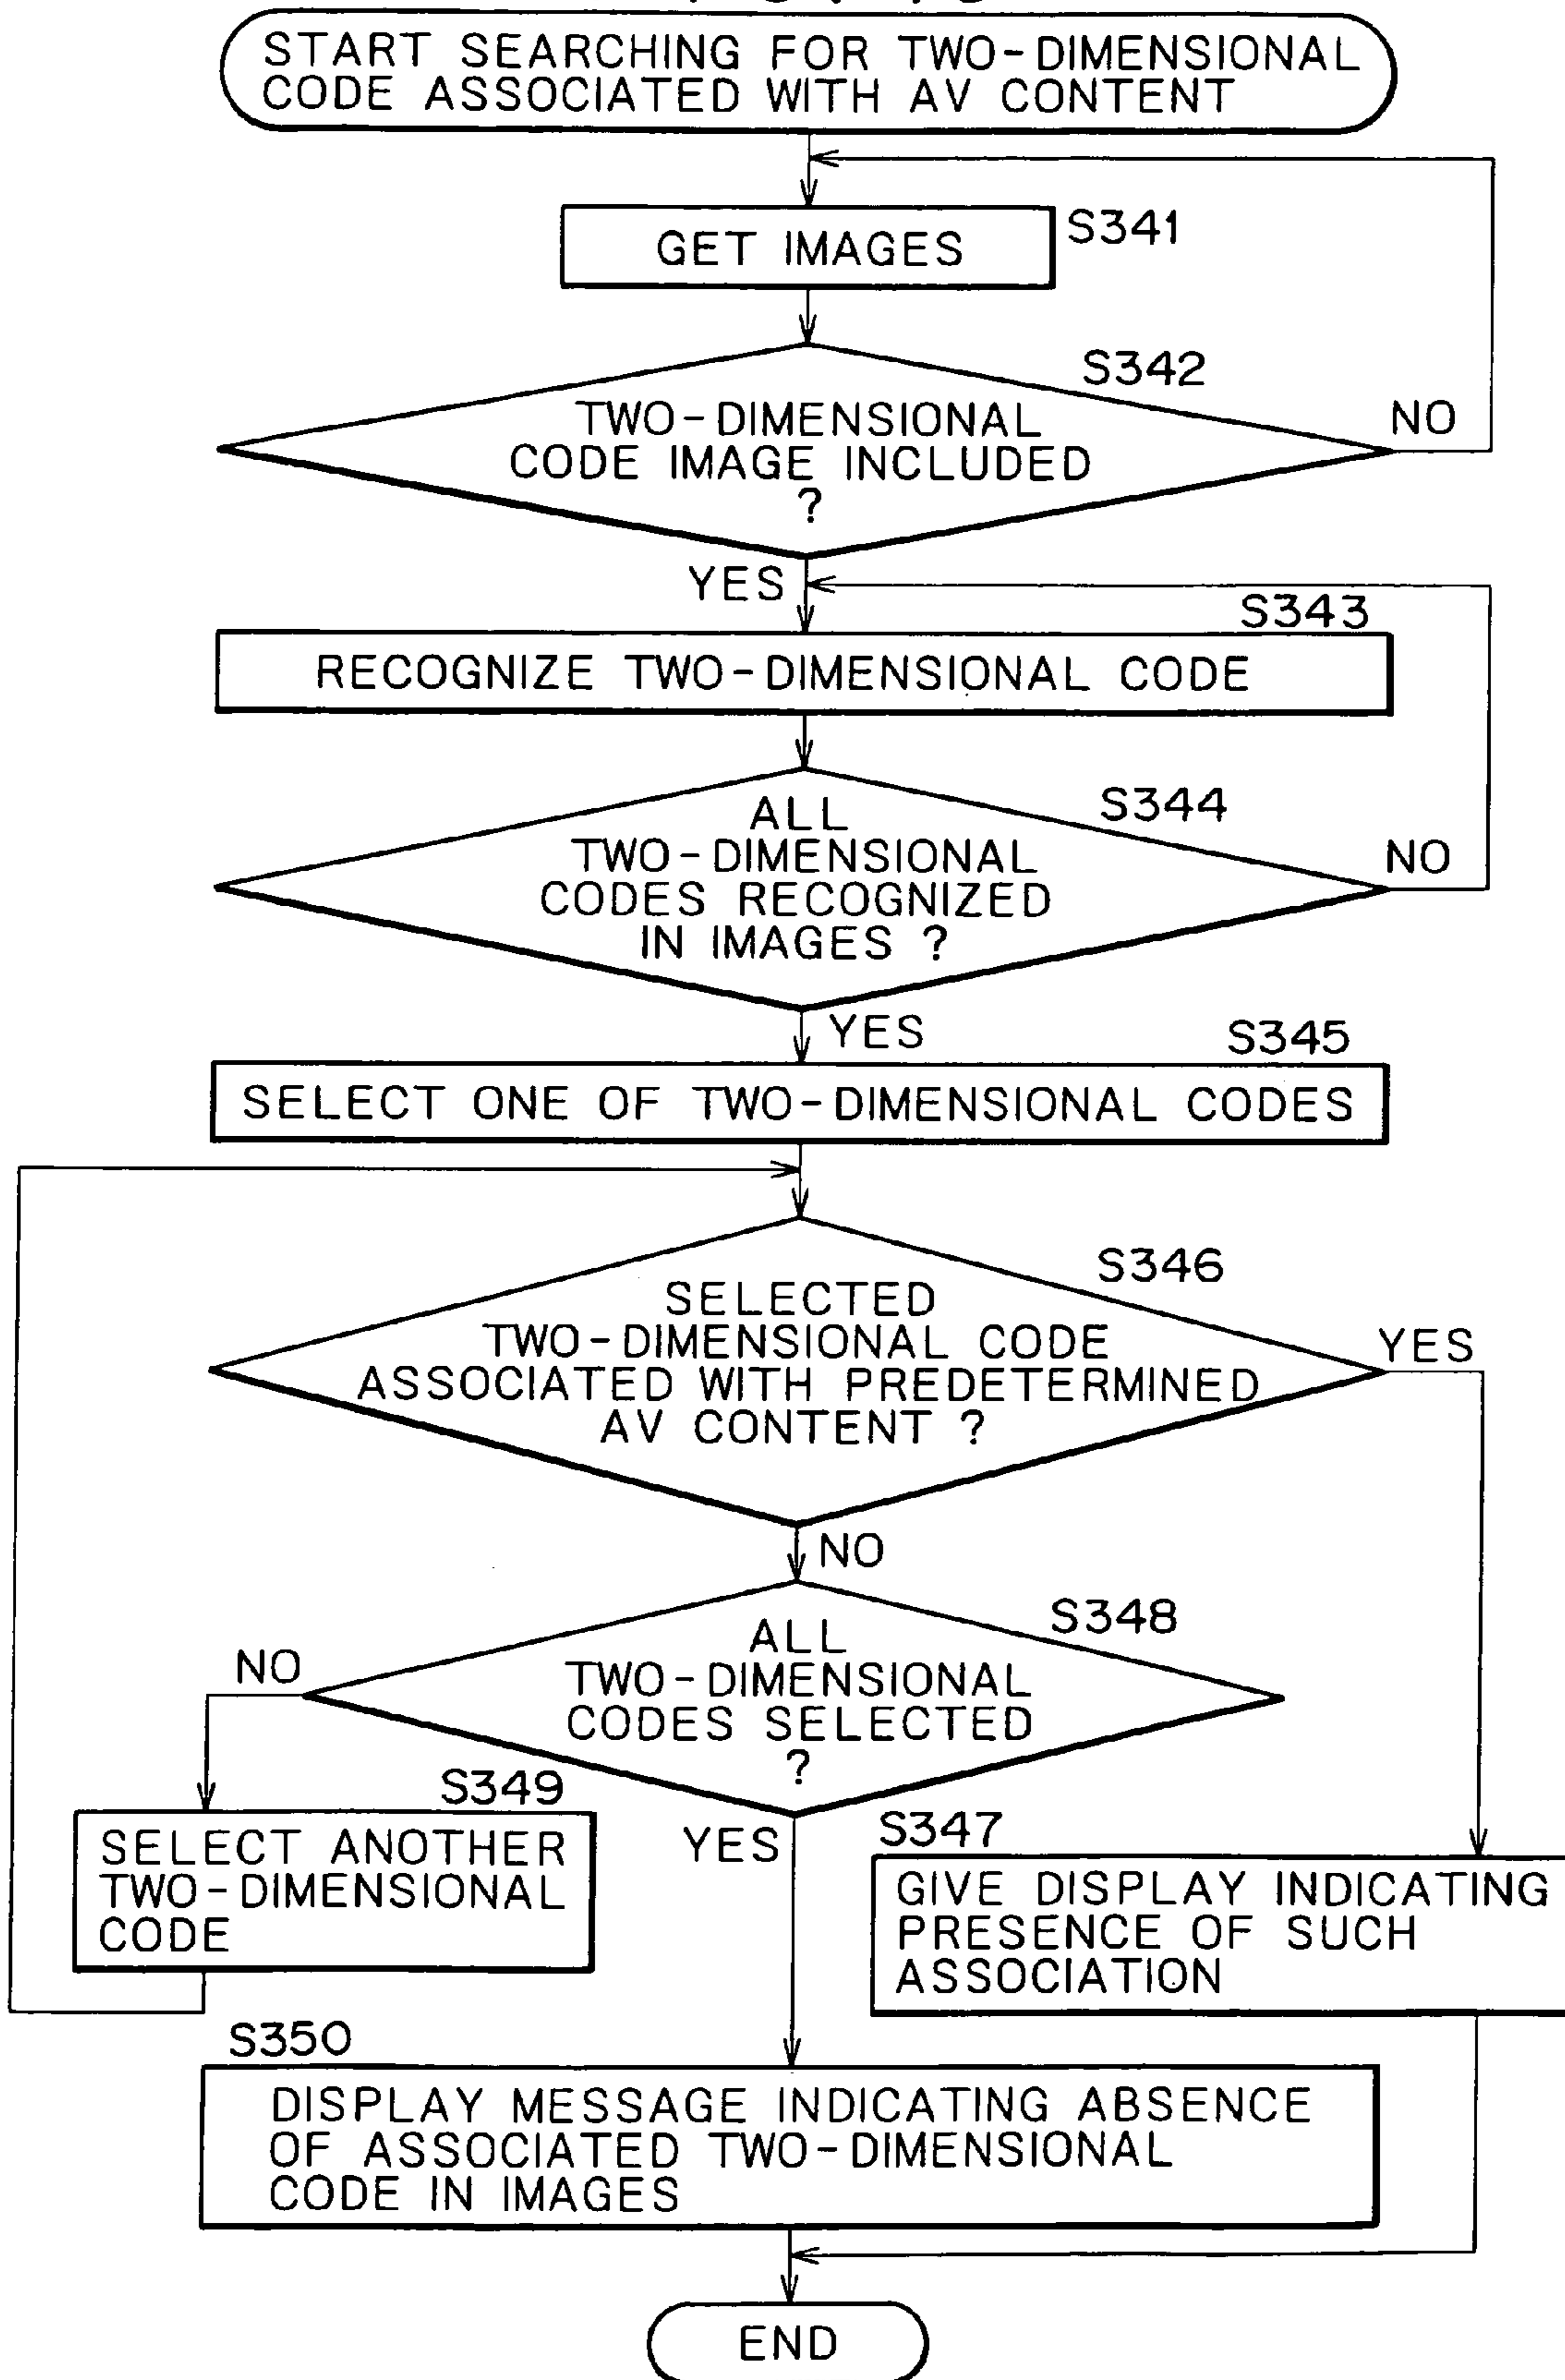 START SEARCHING FOR TWO-DIMENSIONAL
CODE ASSOCIATED WITH AV CONTENT
GET IMAGES
S341
S342
TWO-DIMENSIONAL
CODE IMAGE INCLUDED
?
NO
YES
S343
RECOGNIZE TWO-DIMENSIONAL CODE
S344
ALL
TWO-DIMENSIONAL
CODES RECOGNIZED
IN IMAGES ?
NO
YES
S345
SELECT ONE OF TWO-DIMENSIONAL CODES
S346
SELECTED
TWO-DIMENSIONAL CODE
ASSOCIATED WITH PREDETERMINED
AV CONTENT ?
YES
NO
S348
ALL
TWO-DIMENSIONAL
CODES SELECTED
?
NO
YES
S349
SELECT ANOTHER
TWO-DIMENSIONAL
CODE
S347
GIVE DISPLAY INDICATING
PRESENCE OF SUCH
ASSOCIATION
S350
DISPLAY MESSAGE INDICATING ABSENCE
OF ASSOCIATED TWO-DIMENSIONAL
CODE IN IMAGES
END